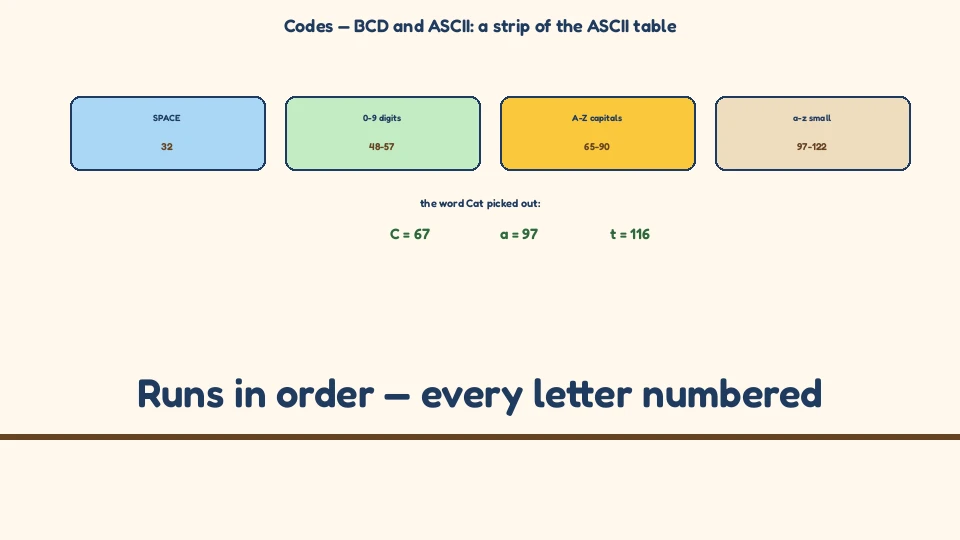 Codes — BCD and ASCII: a strip of the ASCII table
SPACE
32
0-9 digits
48-57
A-Z capitals
65-90
a-z small
97-122
the word Cat picked out:
C = 67
a = 97
t = 116
Runs in order — every letter numbered